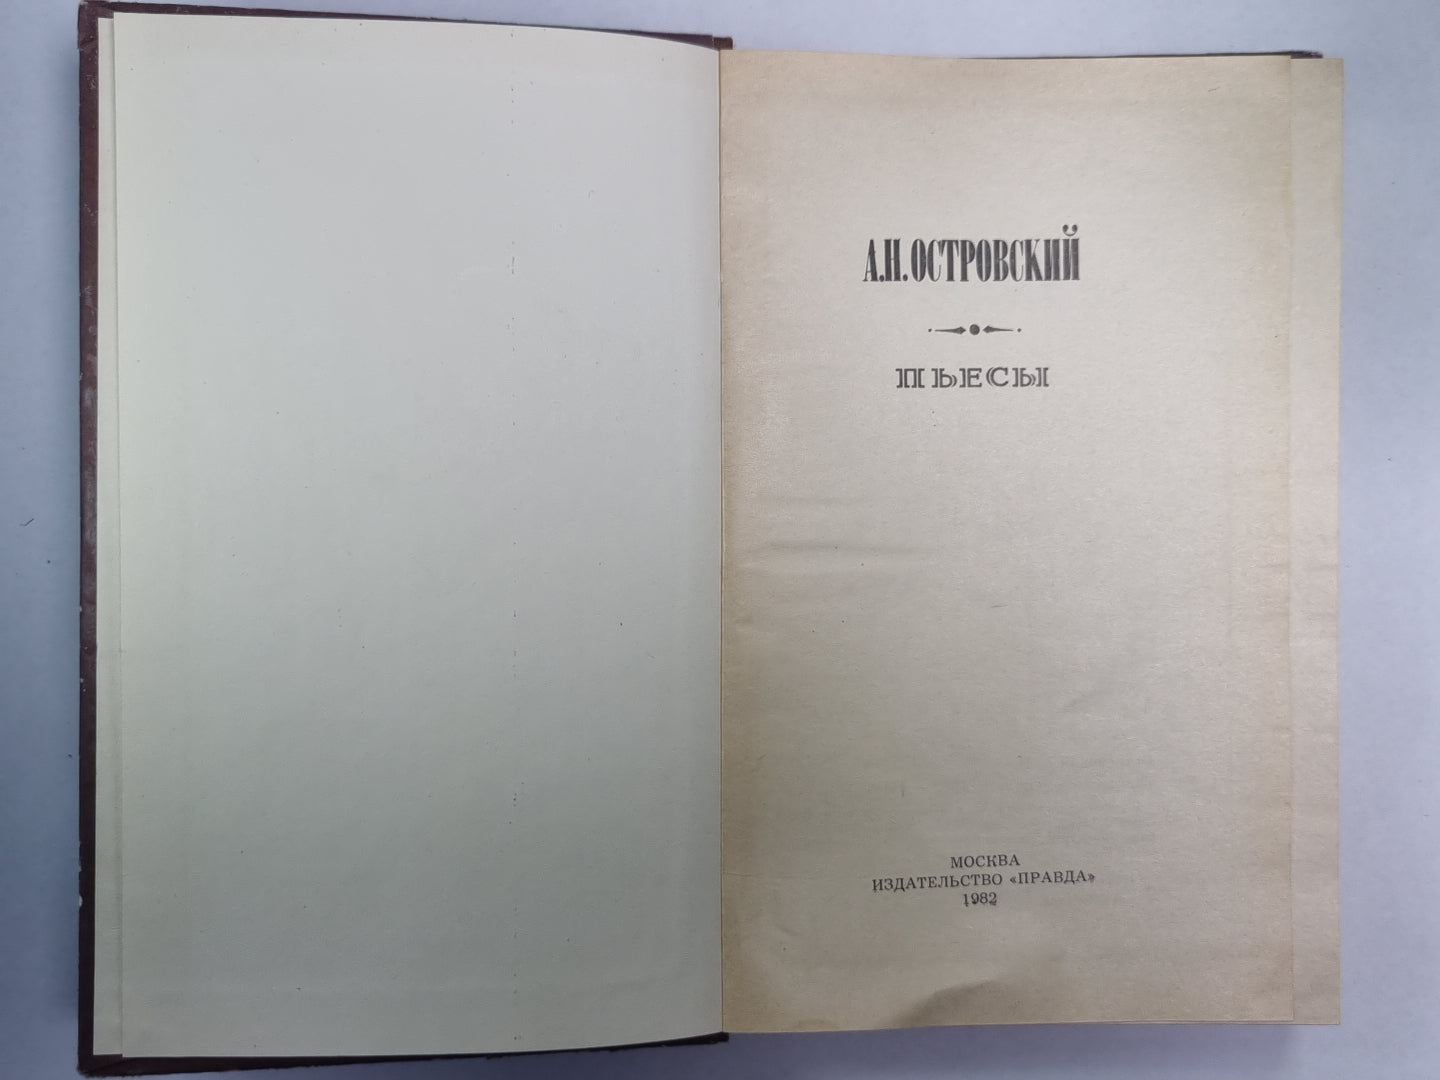 А.Н.ОСТРОВСКИЙ
ПЬЕСЫ
МОСКВА
ИЗДАТЕЛЬСТВО «ПРАВДА»
1982